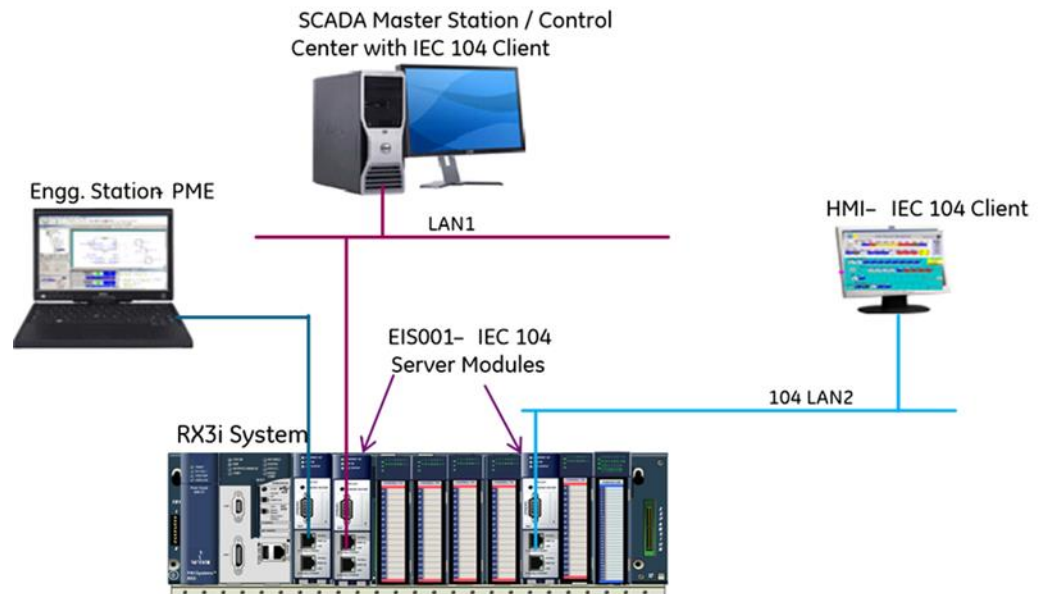 SCADA Master Station / Control
Center with IEC 104 Client
Engg. Station PME
LAN1
HMI– IEC 104 Client
EIS001– IEC 104
Server Modules
104 LAN2
RX3i System